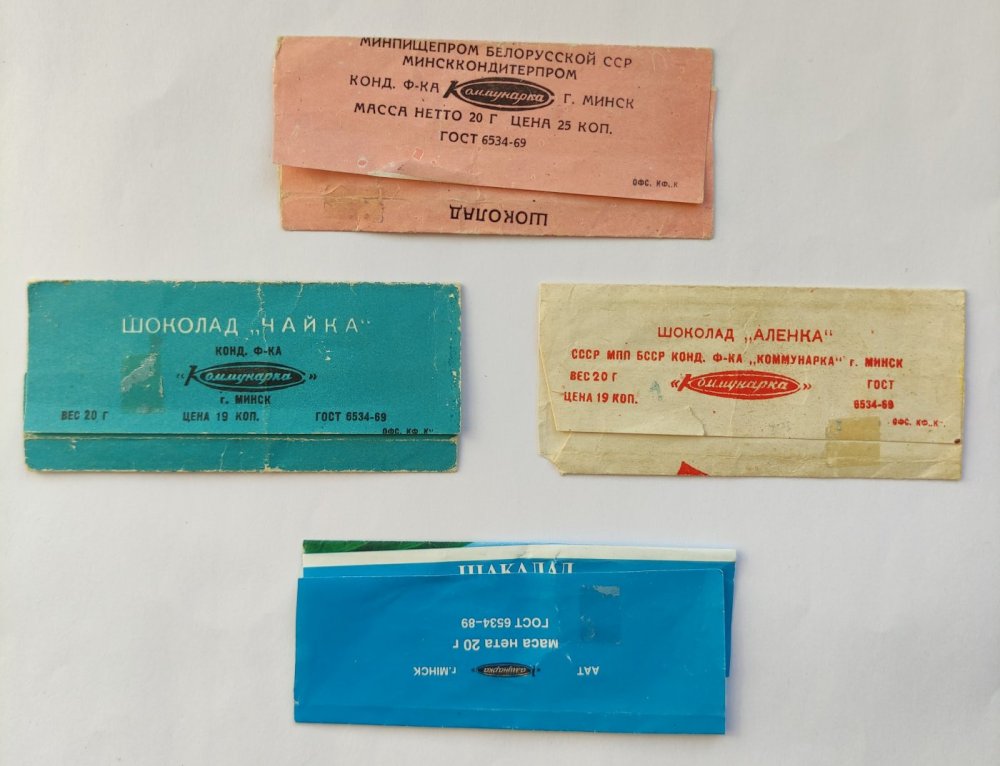 МИНПИЩЕПРОМ БЕЛОРУССКОЙ ССР
МИНСККОНДИТЕРПРОМ
КОНД. Ф-КА Коммунарка Г. МИНСК
МАССА НЕТТО 20 Г ЦЕНА 25 КОП.
ГОСТ 6534-69
ОФС. КФ„К
ШОКОЛАД
ШОКОЛАД „ЧАЙКА"
КОНД. Ф-КА
«Коммунарка»
г. МИНСК
ВЕС 20 г ЦЕНА 19 КОП. ГОСТ 6534-69
ОФС. КФ„К"
ШОКОЛАД „АЛЕНКА"
СССР МПП БССР КОНД. Ф-КА „КОММУНАРКА" г. МИНСК
ВЕС 20 г «Коммунарка» ГОСТ
ЦЕНА 19 КОП. 6534-69
ОФС. КФ„К"
ААТ «Камунарка» г.МІНСК
маса нета 20 г
ГОСТ 6534-89
ШАКАЛАД